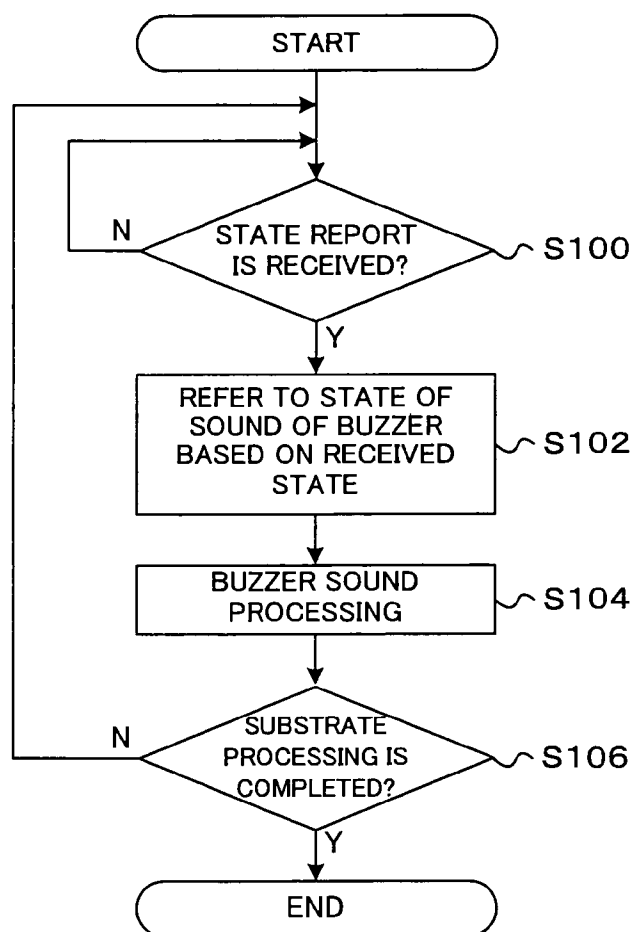 START
N
STATE REPORT
IS RECEIVED?
S100
Y
REFER TO STATE OF
SOUND OF BUZZER
BASED ON RECEIVED
STATE
S102
BUZZER SOUND
PROCESSING
S104
N
SUBSTRATE
PROCESSING IS
COMPLETED?
S106
Y
END